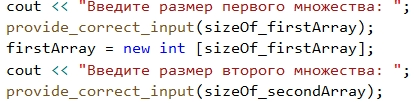 cout << "Введите размер первого множества: ";
provide_correct_input(sizeOf_firstArray);
firstArray = new int [sizeOf_firstArray];
cout << "Введите размер второго множества: ";
provide_correct_input(sizeOf_secondArray);